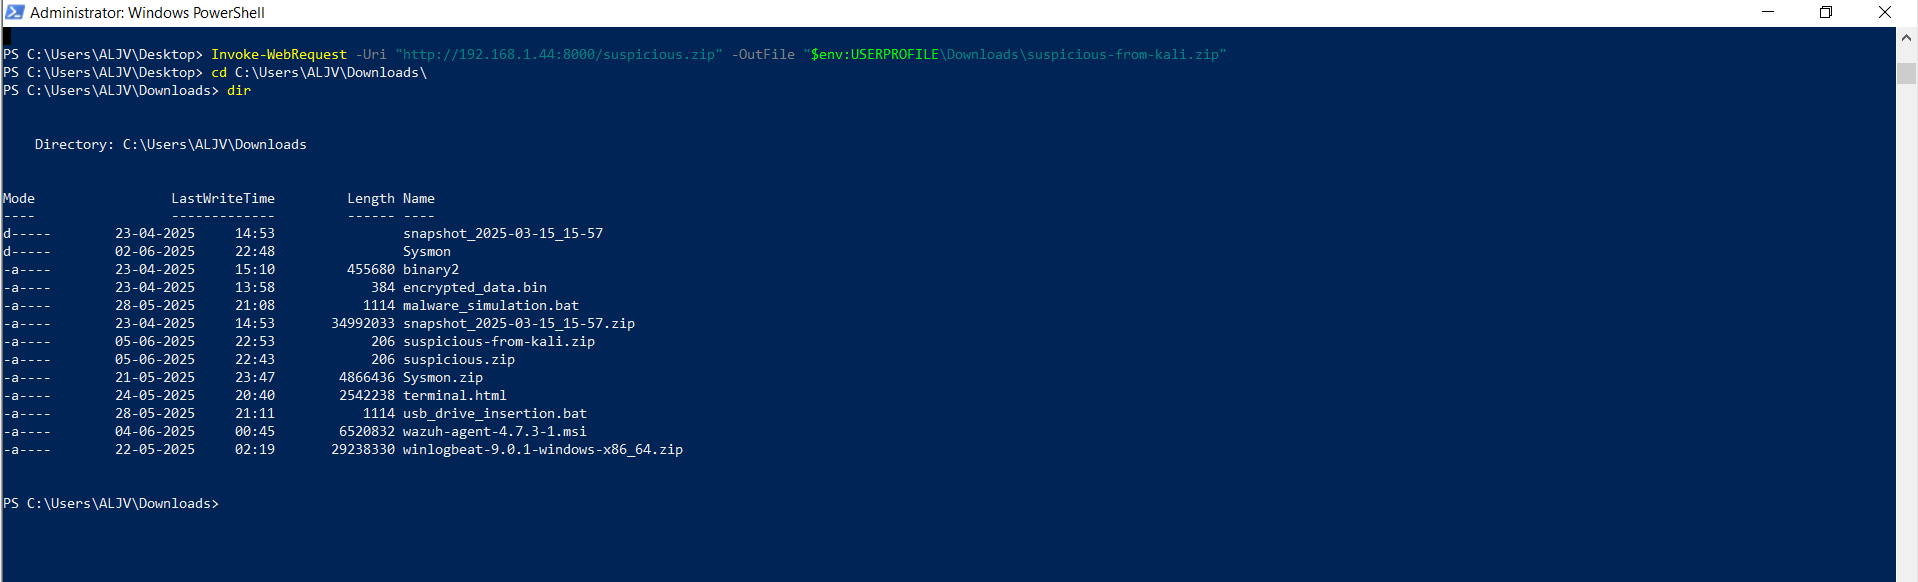 Administrator: Windows PowerShell
PS C:\Users\ALJV\Desktop> Invoke-WebRequest -Uri "http://192.168.1.44:8000/suspicious.zip" -OutFile "$env:USERPROFILE\Downloads\suspicious-from-kali.zip"
PS C:\Users\ALJV\Desktop> cd C:\Users\ALJV\Downloads\
PS C:\Users\ALJV\Downloads> dir
    Directory: C:\Users\ALJV\Downloads
Mode                 LastWriteTime         Length Name
----                 -------------         ------ ----
d-----        23-04-2025     14:53                snapshot_2025-03-15_15-57
d-----        02-06-2025     22:48                Sysmon
-a----        23-04-2025     15:10         455680 binary2
-a----        23-04-2025     13:58            384 encrypted_data.bin
-a----        28-05-2025     21:08           1114 malware_simulation.bat
-a----        23-04-2025     14:53       34992033 snapshot_2025-03-15_15-57.zip
-a----        05-06-2025     22:53            206 suspicious-from-kali.zip
-a----        05-06-2025     22:43            206 suspicious.zip
-a----        21-05-2025     23:47        4866436 Sysmon.zip
-a----        24-05-2025     20:40        2542238 terminal.html
-a----        28-05-2025     21:11           1114 usb_drive_insertion.bat
-a----        04-06-2025     00:45        6520832 wazuh-agent-4.7.3-1.msi
-a----        22-05-2025     02:19       29238330 winlogbeat-9.0.1-windows-x86_64.zip
PS C:\Users\ALJV\Downloads>